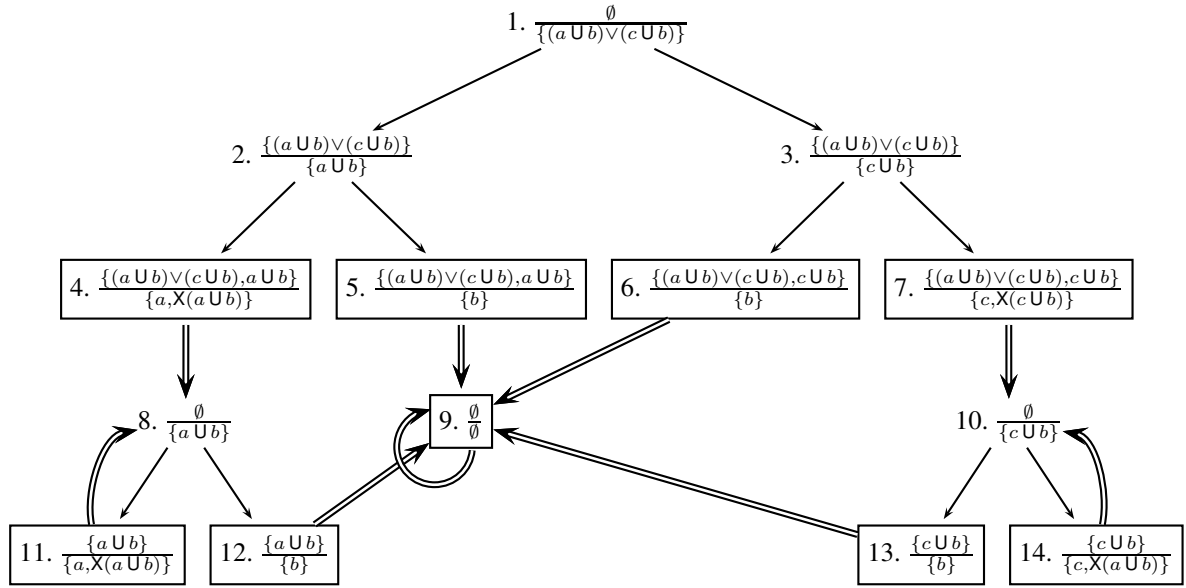 1. ∅ / {(a U b)∨(c U b)}
2. {(a U b)∨(c U b)} / {a U b}
3. {(a U b)∨(c U b)} / {c U b}
4. {(a U b)∨(c U b),a U b} / {a,X(a U b)}
5. {(a U b)∨(c U b),a U b} / {b}
6. {(a U b)∨(c U b),c U b} / {b}
7. {(a U b)∨(c U b),c U b} / {c,X(c U b)}
8. ∅ / {a U b}
9. ∅ / ∅
10. ∅ / {c U b}
11. {a U b} / {a,X(a U b)}
12. {a U b} / {b}
13. {c U b} / {b}
14. {c U b} / {c,X(a U b)}